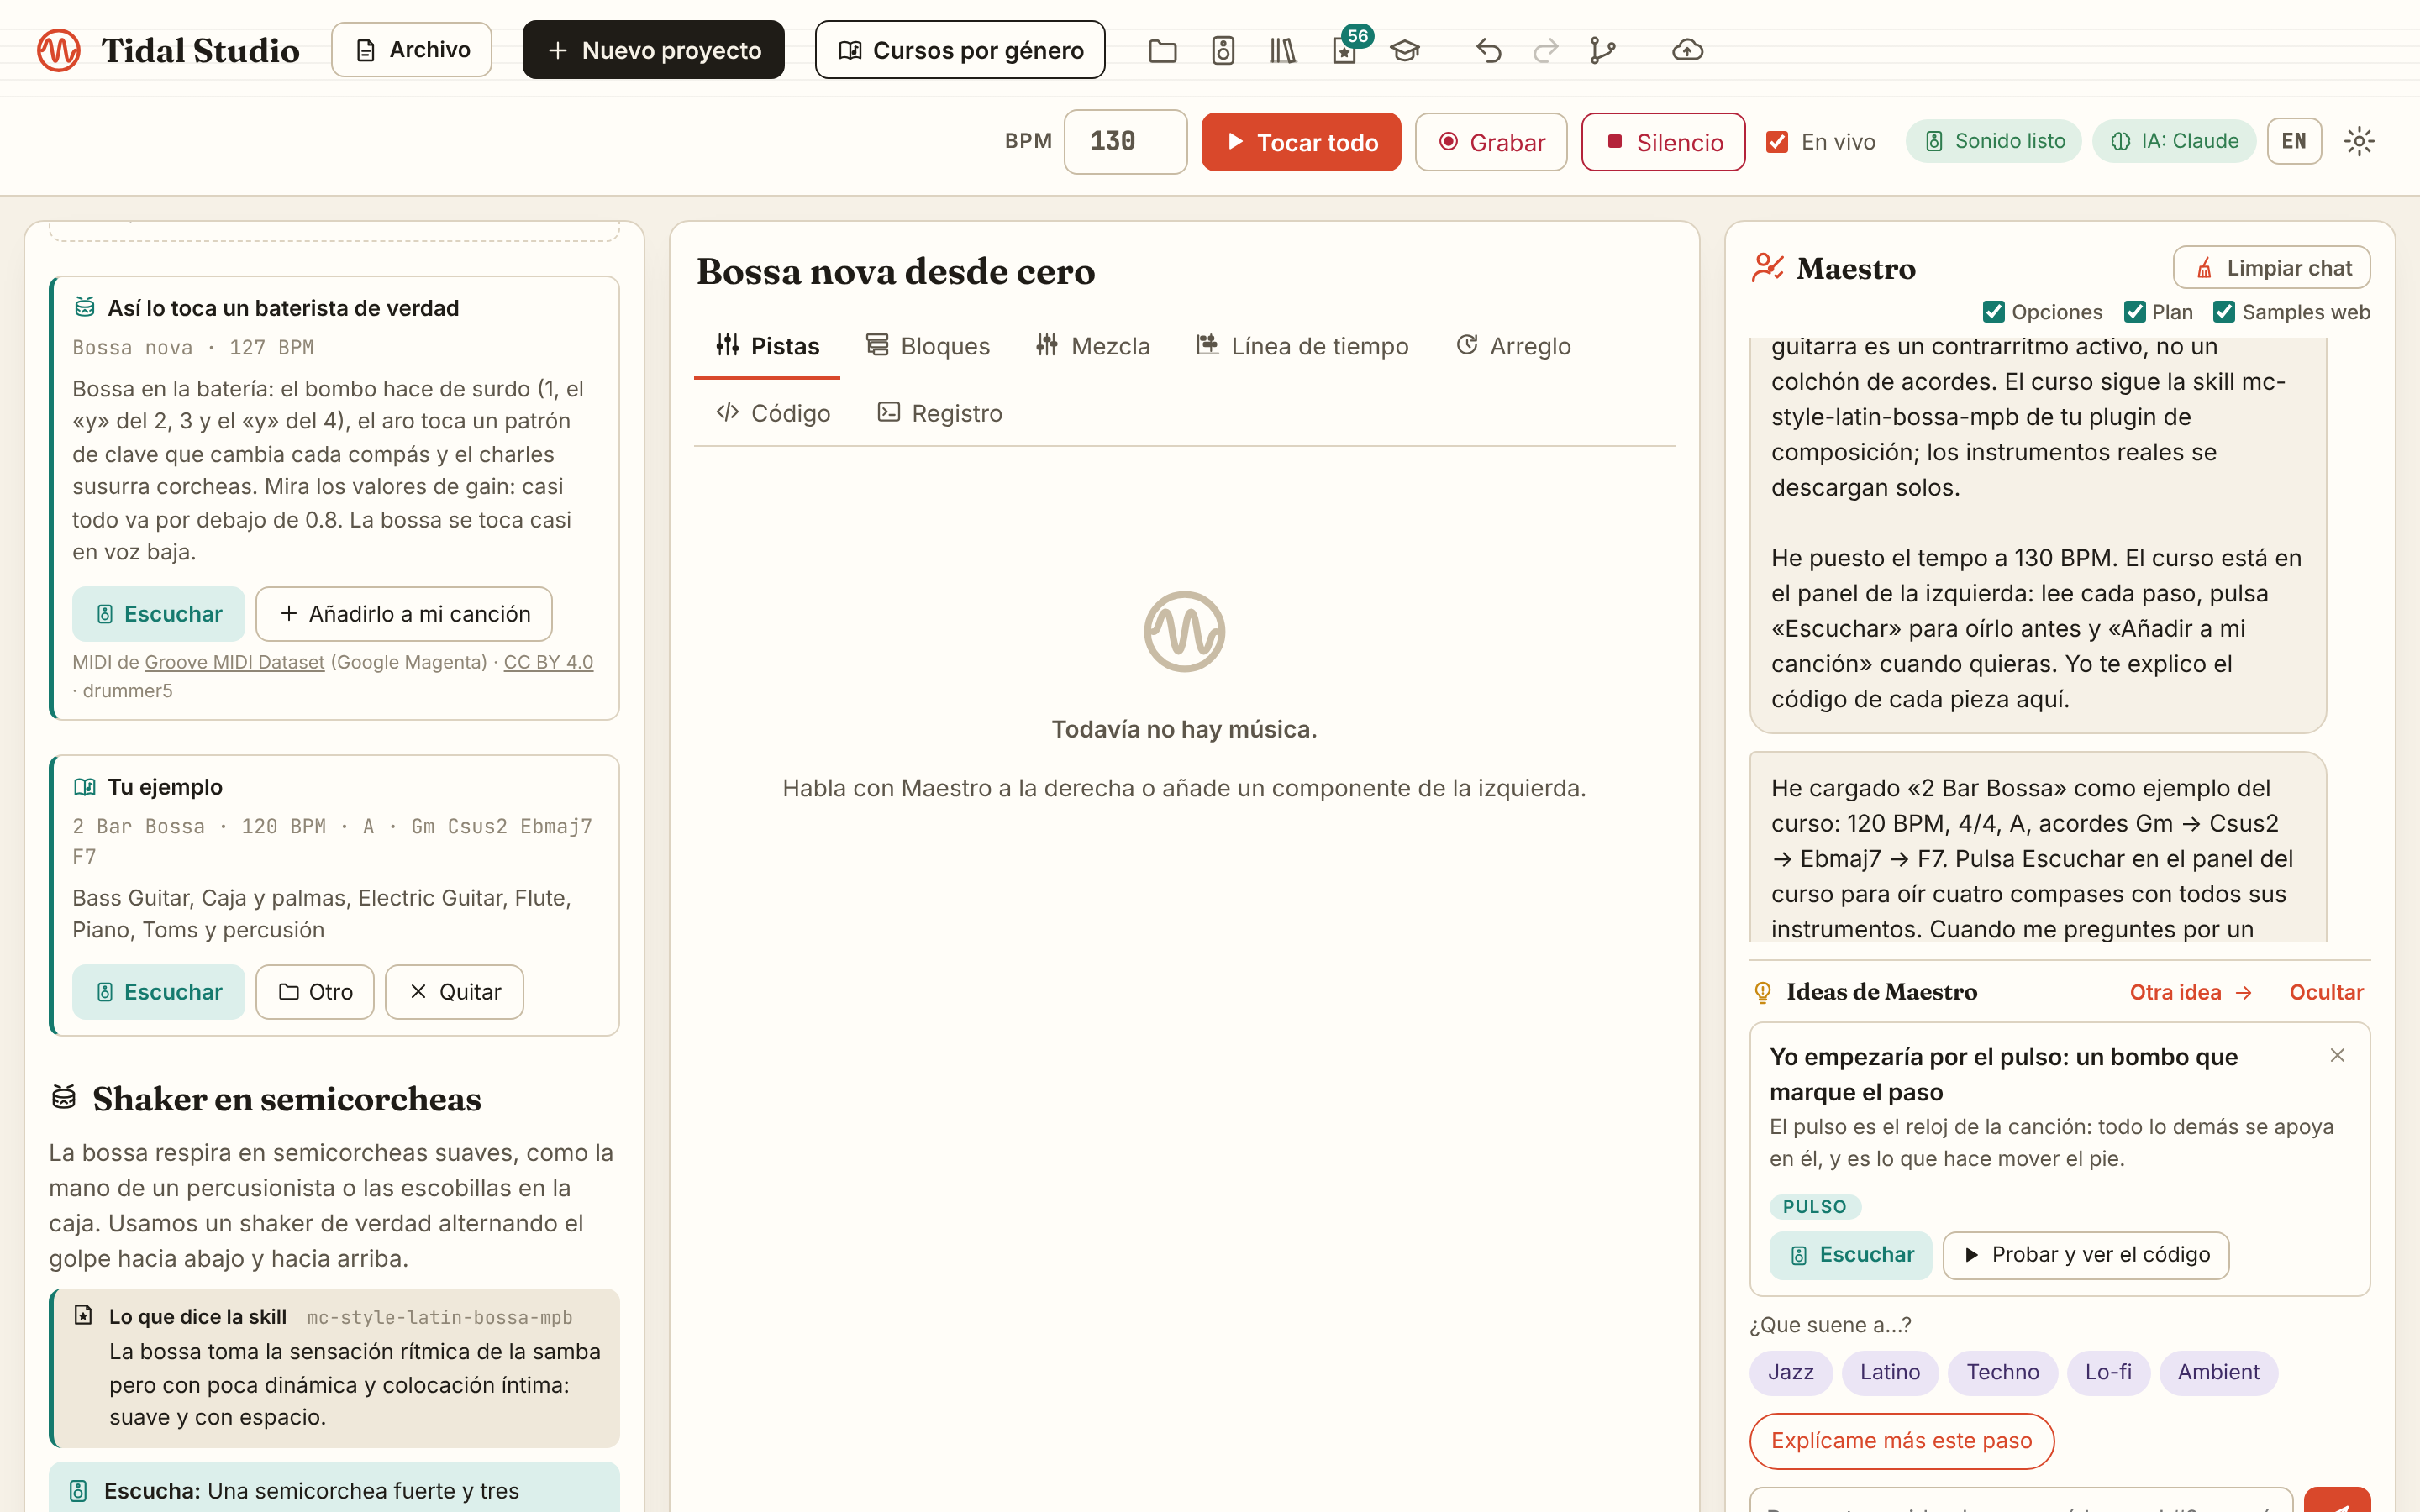 Tidal Studio
Archivo
+ Nuevo proyecto
Cursos por género
56
BPM
130
Tocar todo
Grabar
Silencio
En vivo
Sonido listo
IA: Claude
EN
Así lo toca un baterista de verdad
Bossa nova · 127 BPM
Bossa en la batería: el bombo hace de surdo (1, el
«y» del 2, 3 y el «y» del 4), el aro toca un patrón
de clave que cambia cada compás y el charles
susurra corcheas. Mira los valores de gain: casi
todo va por debajo de 0.8. La bossa se toca casi
en voz baja.
Escuchar
+ Añadirlo a mi canción
MIDI de Groove MIDI Dataset (Google Magenta) · CC BY 4.0
· drummer5
Tu ejemplo
2 Bar Bossa · 120 BPM · A · Gm Csus2 Ebmaj7
F7
Bass Guitar, Caja y palmas, Electric Guitar, Flute,
Piano, Toms y percusión
Escuchar
Otro
Quitar
Shaker en semicorcheas
La bossa respira en semicorcheas suaves, como la
mano de un percusionista o las escobillas en la
caja. Usamos un shaker de verdad alternando el
golpe hacia abajo y hacia arriba.
Lo que dice la skill mc-style-latin-bossa-mpb
La bossa toma la sensación rítmica de la samba
pero con poca dinámica y colocación íntima:
suave y con espacio.
Escucha: Una semicorchea fuerte y tres
Bossa nova desde cero
Pistas
Bloques
Mezcla
Línea de tiempo
Arreglo
Código
Registro
Todavía no hay música.
Habla con Maestro a la derecha o añade un componente de la izquierda.
Maestro
Limpiar chat
Opciones
Plan
Samples web
guitarra es un contrarritmo activo, no un
colchón de acordes. El curso sigue la skill mc-
style-latin-bossa-mpb de tu plugin de
composición; los instrumentos reales se
descargan solos.
He puesto el tempo a 130 BPM. El curso está en
el panel de la izquierda: lee cada paso, pulsa
«Escuchar» para oírlo antes y «Añadir a mi
canción» cuando quieras. Yo te explico el
código de cada pieza aquí.
He cargado «2 Bar Bossa» como ejemplo del
curso: 120 BPM, 4/4, A, acordes Gm → Csus2
→ Ebmaj7 → F7. Pulsa Escuchar en el panel del
curso para oír cuatro compases con todos sus
instrumentos. Cuando me preguntes por un
Ideas de Maestro
Otra idea →
Ocultar
Yo empezaría por el pulso: un bombo que
marque el paso
El pulso es el reloj de la canción: todo lo demás se apoya
en él, y es lo que hace mover el pie.
PULSO
Escuchar
Probar y ver el código
¿Que suene a...?
Jazz
Latino
Techno
Lo-fi
Ambient
Explícame más este paso